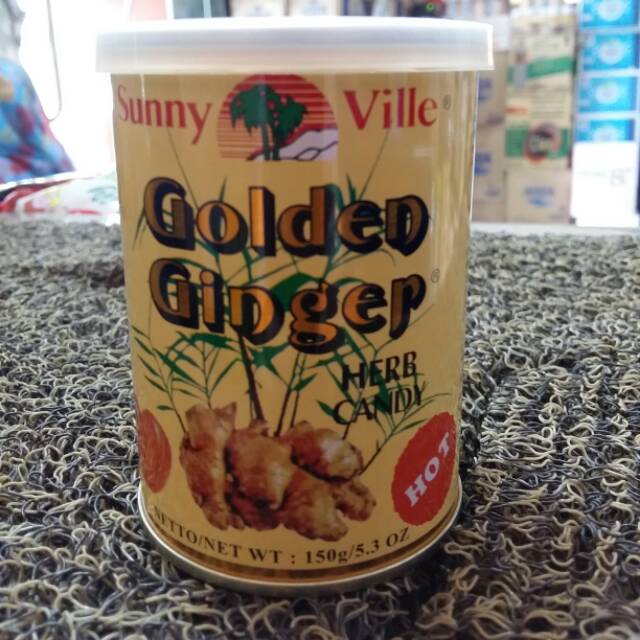 Sunny Ville®
Golden
Ginger®
HERB
CANDY
HOT
NETTO/NET WT : 150g/5.3 OZ